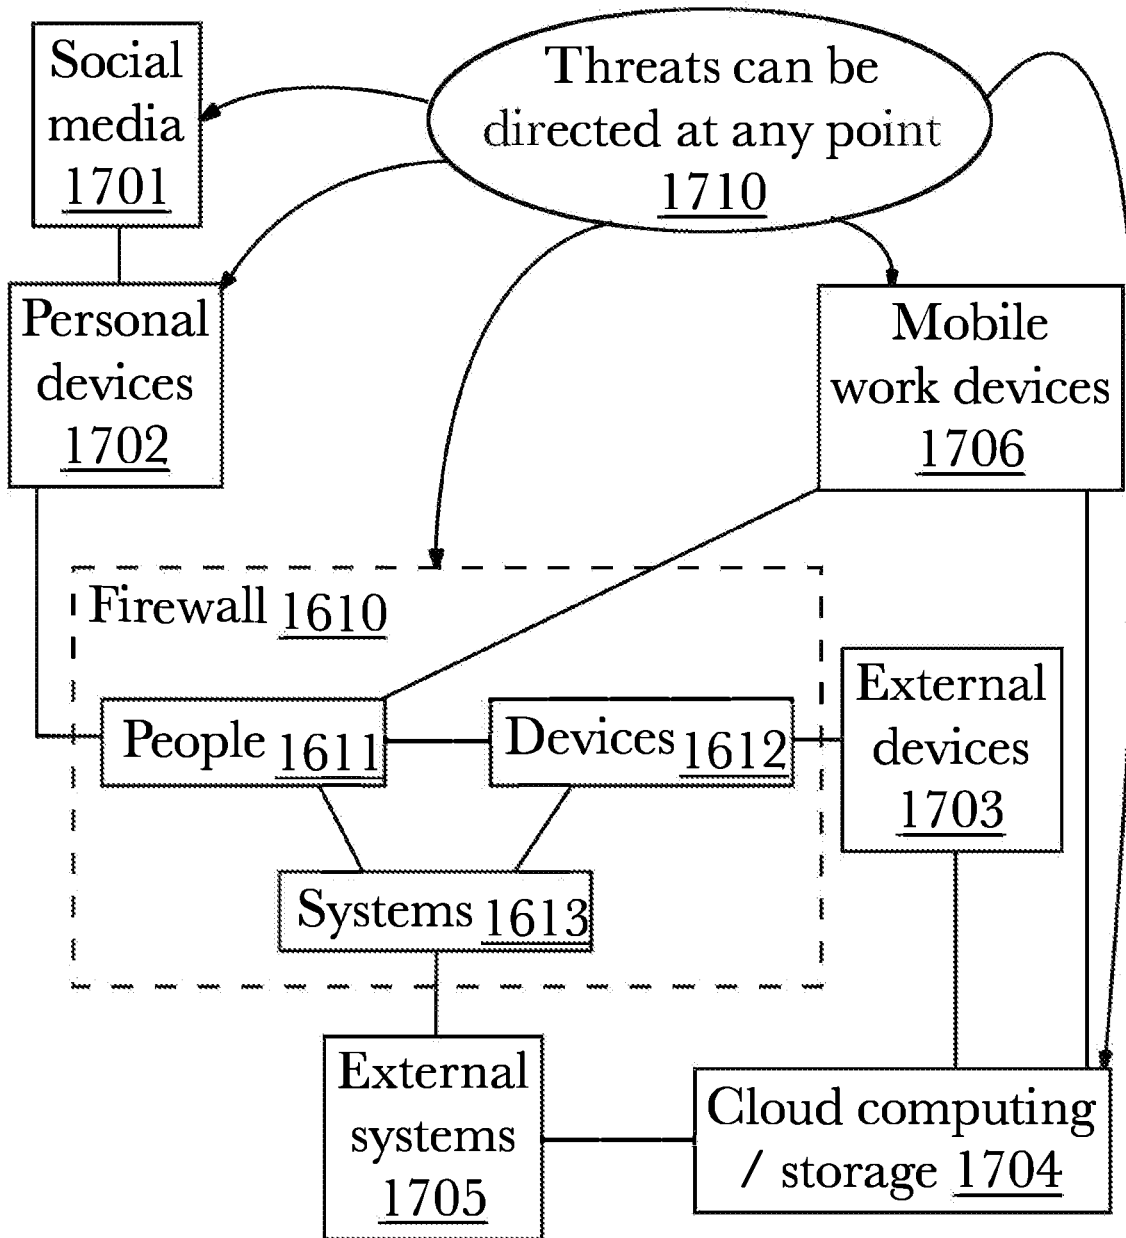 Social
media
1701
Threats can be
directed at any point
1710
Personal
devices
1702
Mobile
work devices
1706
Firewall 1610
People 1611
Devices 1612
External
devices
1703
Systems 1613
External
systems
1705
Cloud computing
/ storage 1704